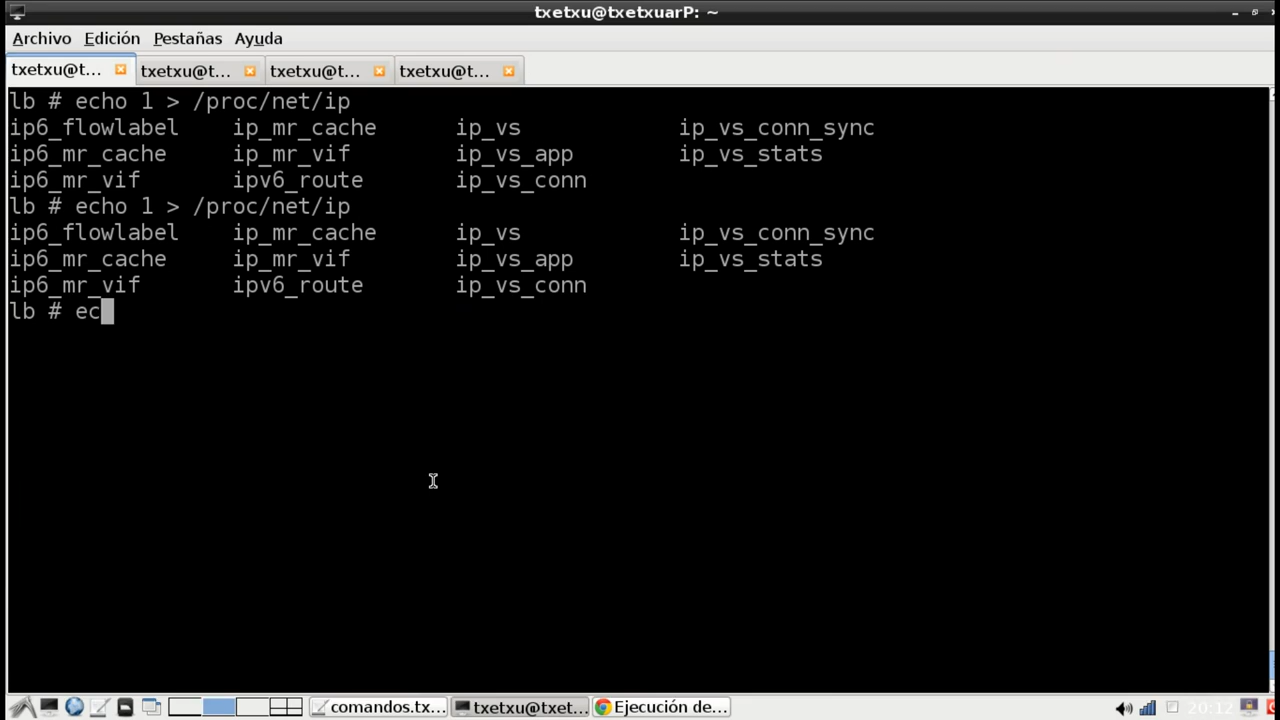 txetxu@txetxuarP: ~
Archivo Edición Pestañas Ayuda
txetxu@t... txetxu@t... txetxu@t... txetxu@t...
lb # echo 1 > /proc/net/ip
ip6_flowlabel ip_mr_cache ip_vs ip_vs_conn_sync
ip6_mr_cache ip_mr_vif ip_vs_app ip_vs_stats
ip6_mr_vif ipv6_route ip_vs_conn
lb # echo 1 > /proc/net/ip
ip6_flowlabel ip_mr_cache ip_vs ip_vs_conn_sync
ip6_mr_cache ip_mr_vif ip_vs_app ip_vs_stats
ip6_mr_vif ipv6_route ip_vs_conn
lb # ec
comandos.tx... txetxu@txet... Ejecución de... 20:12